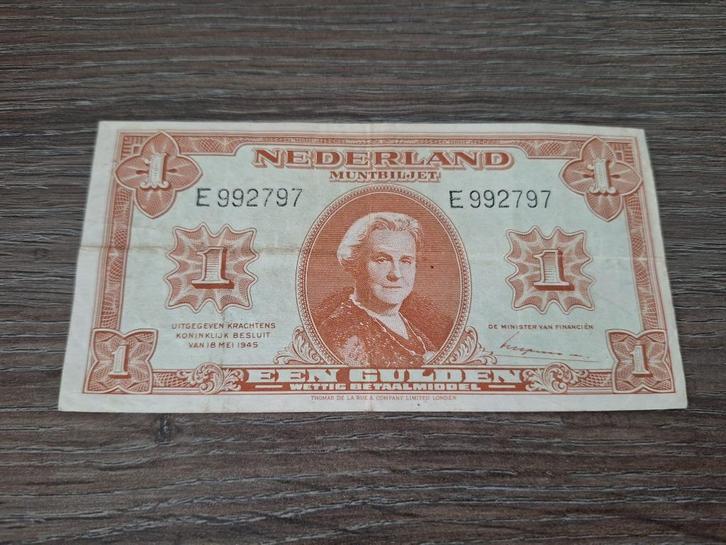 1 NEDERLAND 1
MUNTBILJET
E 992797 E 992797
1 1
UITGEGEVEN KRACHTENS
KONINKLIJK BESLUIT
VAN 18 MEI 1945
DE MINISTER VAN FINANCIËN
1 EEN GULDEN 1
WETTIG BETAALMIDDEL
THOMAS DE LA RUE & COMPANY LIMITED LONDEN